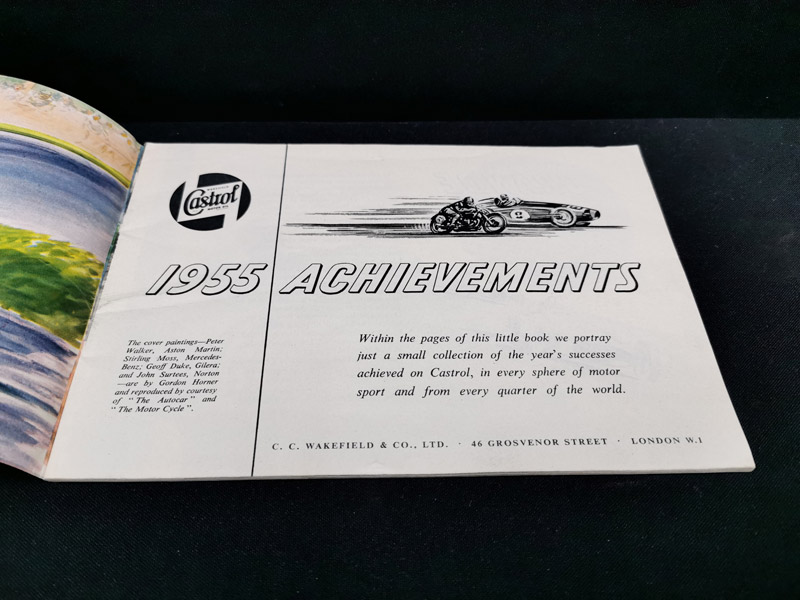 WAKEFIELD
Castrol
MOTOR OIL
2
1955 ACHIEVEMENTS
The cover paintings—Peter
Walker, Aston Martin;
Stirling Moss, Mercedes-
Benz; Geoff Duke, Gilera;
and John Surtees, Norton
—are by Gordon Horner
and reproduced by courtesy
of "The Autocar" and
"The Motor Cycle".
Within the pages of this little book we portray
just a small collection of the year's successes
achieved on Castrol, in every sphere of motor
sport and from every quarter of the world.
C. C. WAKEFIELD & CO., LTD. · 46 GROSVENOR STREET · LONDON W.1